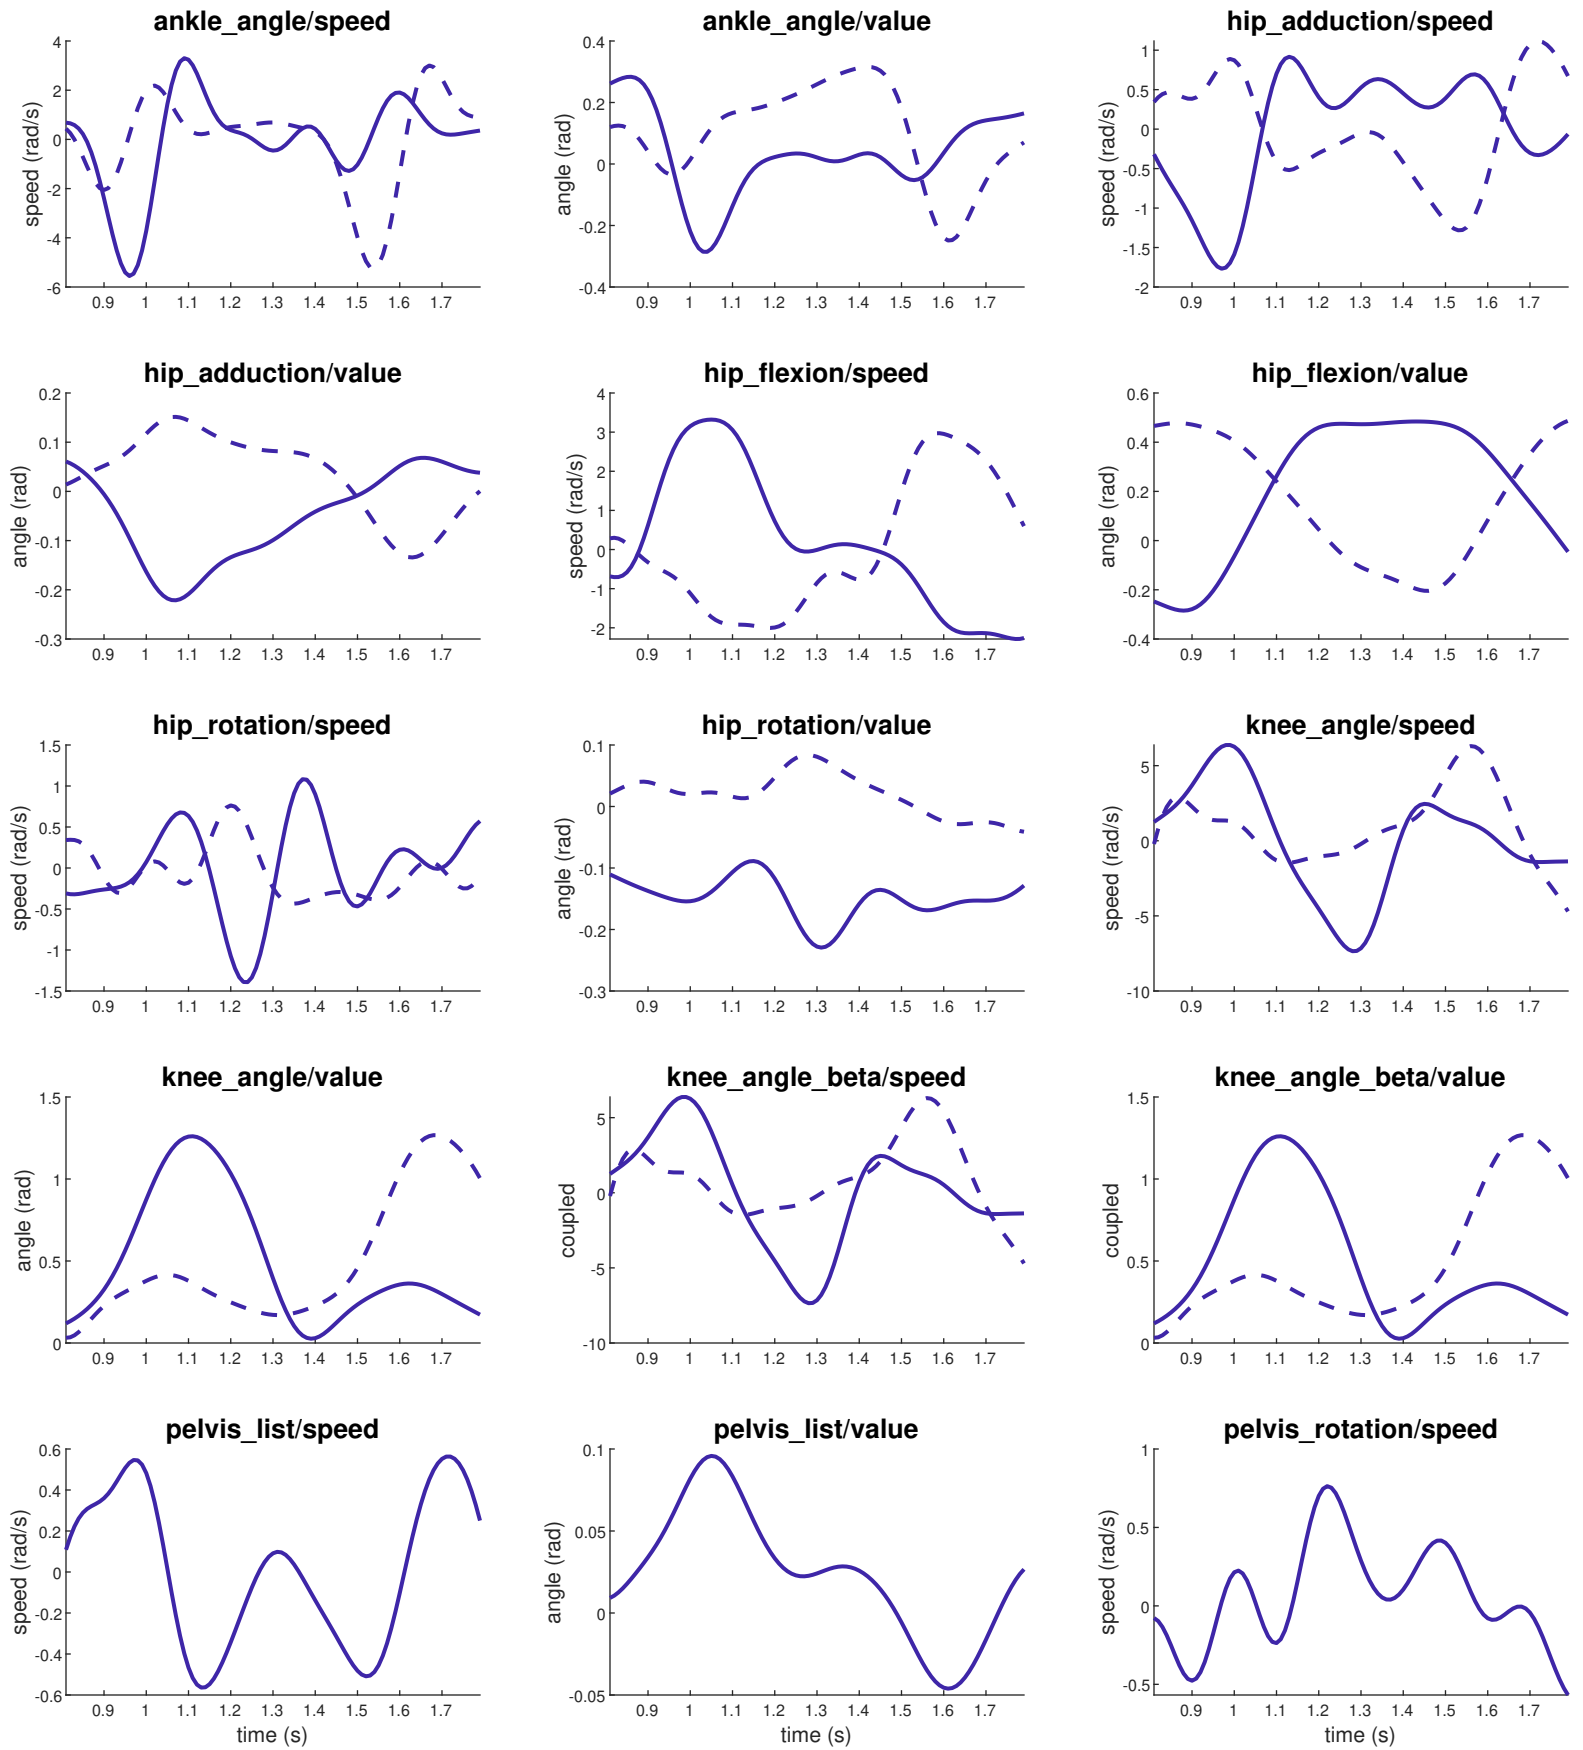 ankle_angle/speed
speed (rad/s)
4
2
0
-2
-4
-6
0.9 1 1.1 1.2 1.3 1.4 1.5 1.6 1.7
ankle_angle/value
angle (rad)
0.4
0.2
0
-0.2
-0.4
0.9 1 1.1 1.2 1.3 1.4 1.5 1.6 1.7
hip_adduction/speed
speed (rad/s)
1
0.5
0
-0.5
-1
-1.5
-2
0.9 1 1.1 1.2 1.3 1.4 1.5 1.6 1.7
hip_adduction/value
angle (rad)
0.2
0.1
0
-0.1
-0.2
-0.3
0.9 1 1.1 1.2 1.3 1.4 1.5 1.6 1.7
hip_flexion/speed
speed (rad/s)
4
3
2
1
0
-1
-2
0.9 1 1.1 1.2 1.3 1.4 1.5 1.6 1.7
hip_flexion/value
angle (rad)
0.6
0.4
0.2
0
-0.2
-0.4
0.9 1 1.1 1.2 1.3 1.4 1.5 1.6 1.7
hip_rotation/speed
speed (rad/s)
1.5
1
0.5
0
-0.5
-1
-1.5
0.9 1 1.1 1.2 1.3 1.4 1.5 1.6 1.7
hip_rotation/value
angle (rad)
0.1
0
-0.1
-0.2
-0.3
0.9 1 1.1 1.2 1.3 1.4 1.5 1.6 1.7
knee_angle/speed
speed (rad/s)
5
0
-5
-10
0.9 1 1.1 1.2 1.3 1.4 1.5 1.6 1.7
knee_angle/value
angle (rad)
1.5
1
0.5
0
0.9 1 1.1 1.2 1.3 1.4 1.5 1.6 1.7
knee_angle_beta/speed
coupled
5
0
-5
-10
0.9 1 1.1 1.2 1.3 1.4 1.5 1.6 1.7
knee_angle_beta/value
coupled
1.5
1
0.5
0
0.9 1 1.1 1.2 1.3 1.4 1.5 1.6 1.7
pelvis_list/speed
speed (rad/s)
0.6
0.4
0.2
0
-0.2
-0.4
-0.6
0.9 1 1.1 1.2 1.3 1.4 1.5 1.6 1.7
time (s)
pelvis_list/value
angle (rad)
0.1
0.05
0
-0.05
0.9 1 1.1 1.2 1.3 1.4 1.5 1.6 1.7
time (s)
pelvis_rotation/speed
speed (rad/s)
1
0.5
0
-0.5
0.9 1 1.1 1.2 1.3 1.4 1.5 1.6 1.7
time (s)